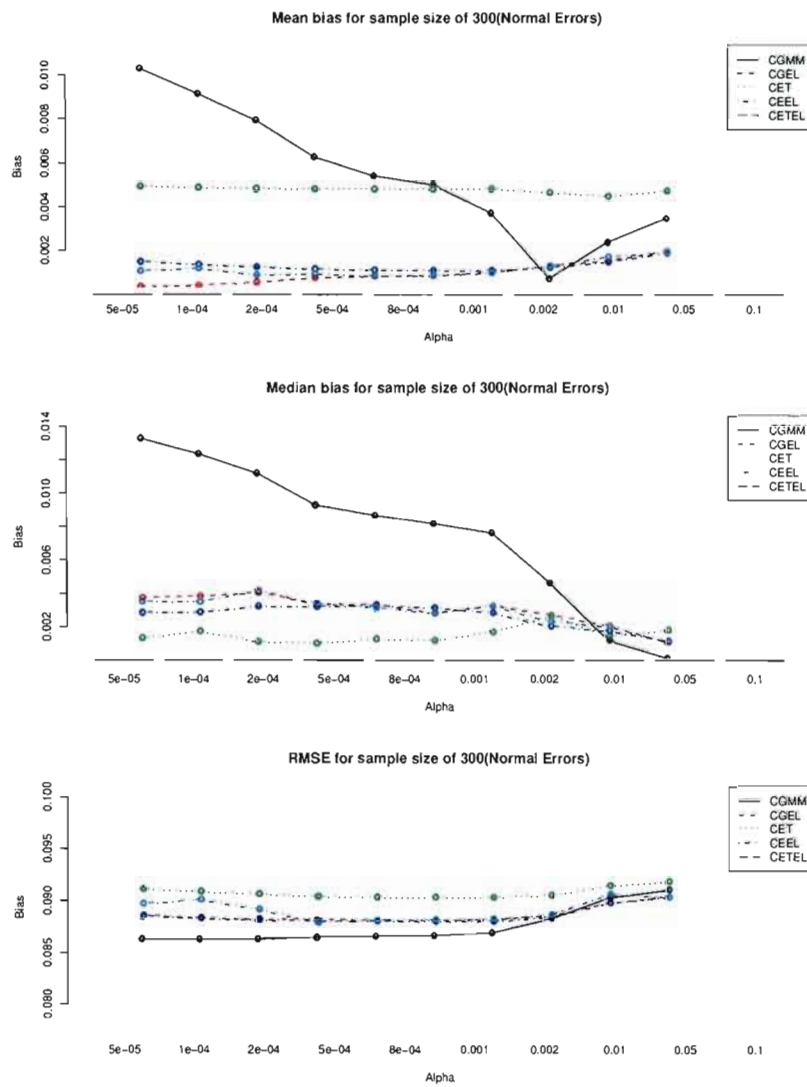 Mean bias for sample size of 300(Normal Errors)
CGMM
CGEL
CET
CEEL
CETEL
Bias
0.010
0.008
0.006
0.004
0.002
5e-05 1e-04 2e-04 5e-04 8e-04 0.001 0.002 0.01 0.05 0.1
Alpha
Median bias for sample size of 300(Normal Errors)
CGMM
CGEL
CET
CEEL
CETEL
Bias
0.014
0.010
0.006
0.002
5e-05 1e-04 2e-04 5e-04 8e-04 0.001 0.002 0.01 0.05 0.1
Alpha
RMSE for sample size of 300(Normal Errors)
CGMM
CGEL
CET
CEEL
CETEL
Bias
0.100
0.095
0.090
0.085
0.080
5e-05 1e-04 2e-04 5e-04 8e-04 0.001 0.002 0.01 0.05 0.1
Alpha